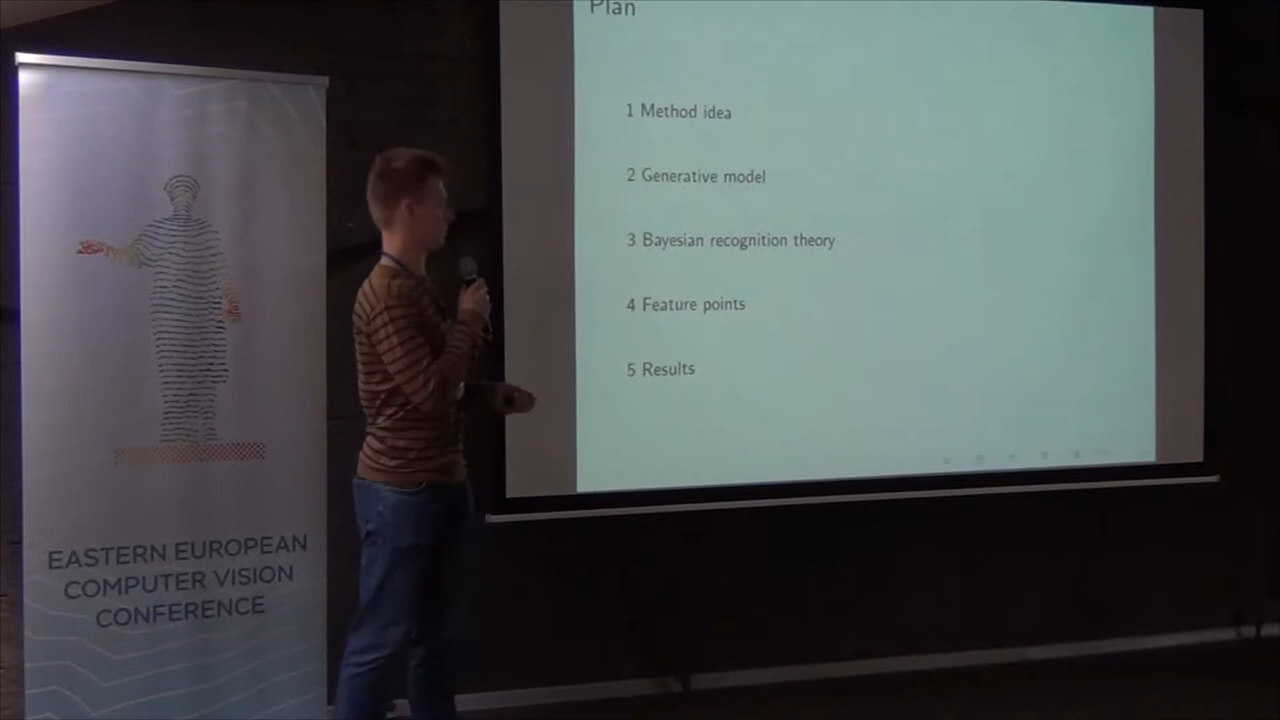 Plan
1 Method idea
2 Generative model
3 Bayesian recognition theory
4 Feature points
5 Results
EASTERN EUROPEAN
COMPUTER VISION
CONFERENCE